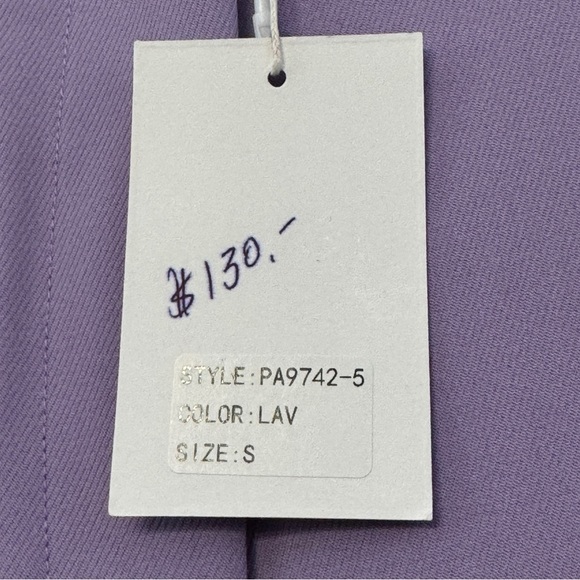 $130.-
STYLE:PA9742-5
COLOR:LAV
SIZE:S